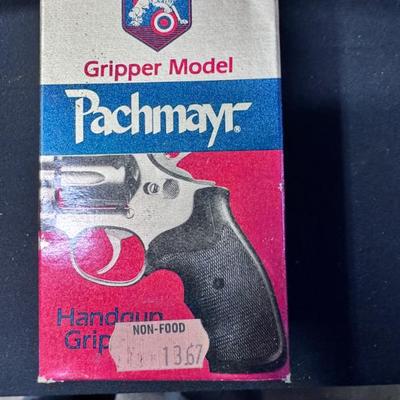 Gripper Model
Pachmayr®
Handgun
Grip
NON-FOOD
13.67